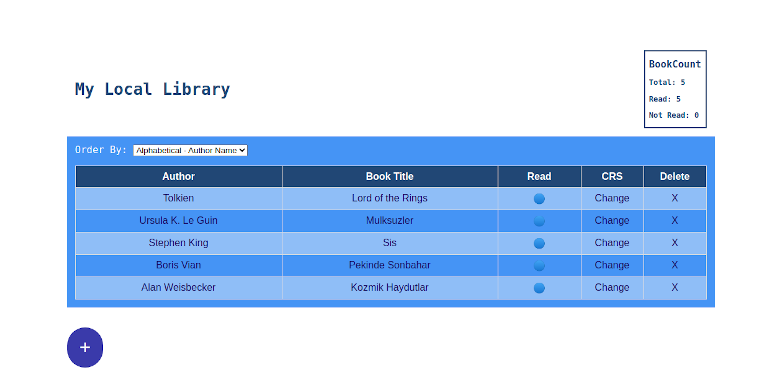 BookCount
Total: 5
My Local Library
Read: 5
Not Read: 0
Order By: Alphabetical - Author Name
Author Book Title Read CRS Delete
Tolkien Lord of the Rings Change X
Ursula K. Le Guin Mulksuzler Change X
Stephen King Sis Change X
Boris Vian Pekinde Sonbahar Change X
Alan Weisbecker Kozmik Haydutlar Change X
+